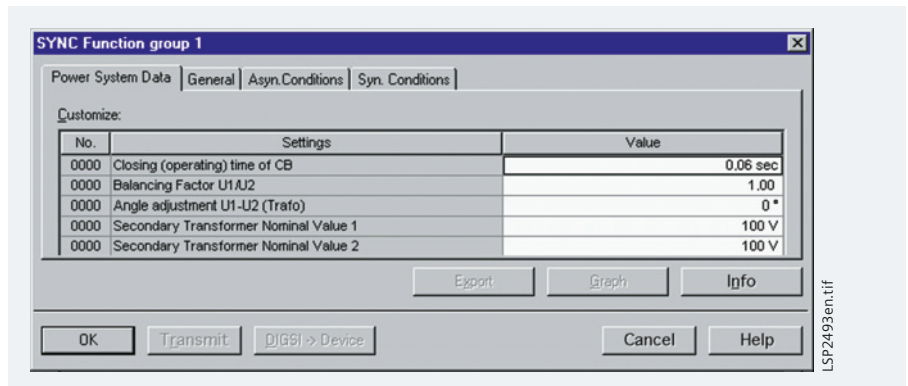 SYNC Function group 1
Power System Data General Asyn.Conditions Syn. Conditions
Customize:
No. Settings Value
0000 Closing (operating) time of CB 0.06 sec
0000 Balancing Factor U1/U2 1.00
0000 Angle adjustment U1-U2 (Trafo) 0°
0000 Secondary Transformer Nominal Value 1 100 V
0000 Secondary Transformer Nominal Value 2 100 V
Export Graph Info
OK Transmit DIGSI -> Device Cancel Help
LSP2493en.tif